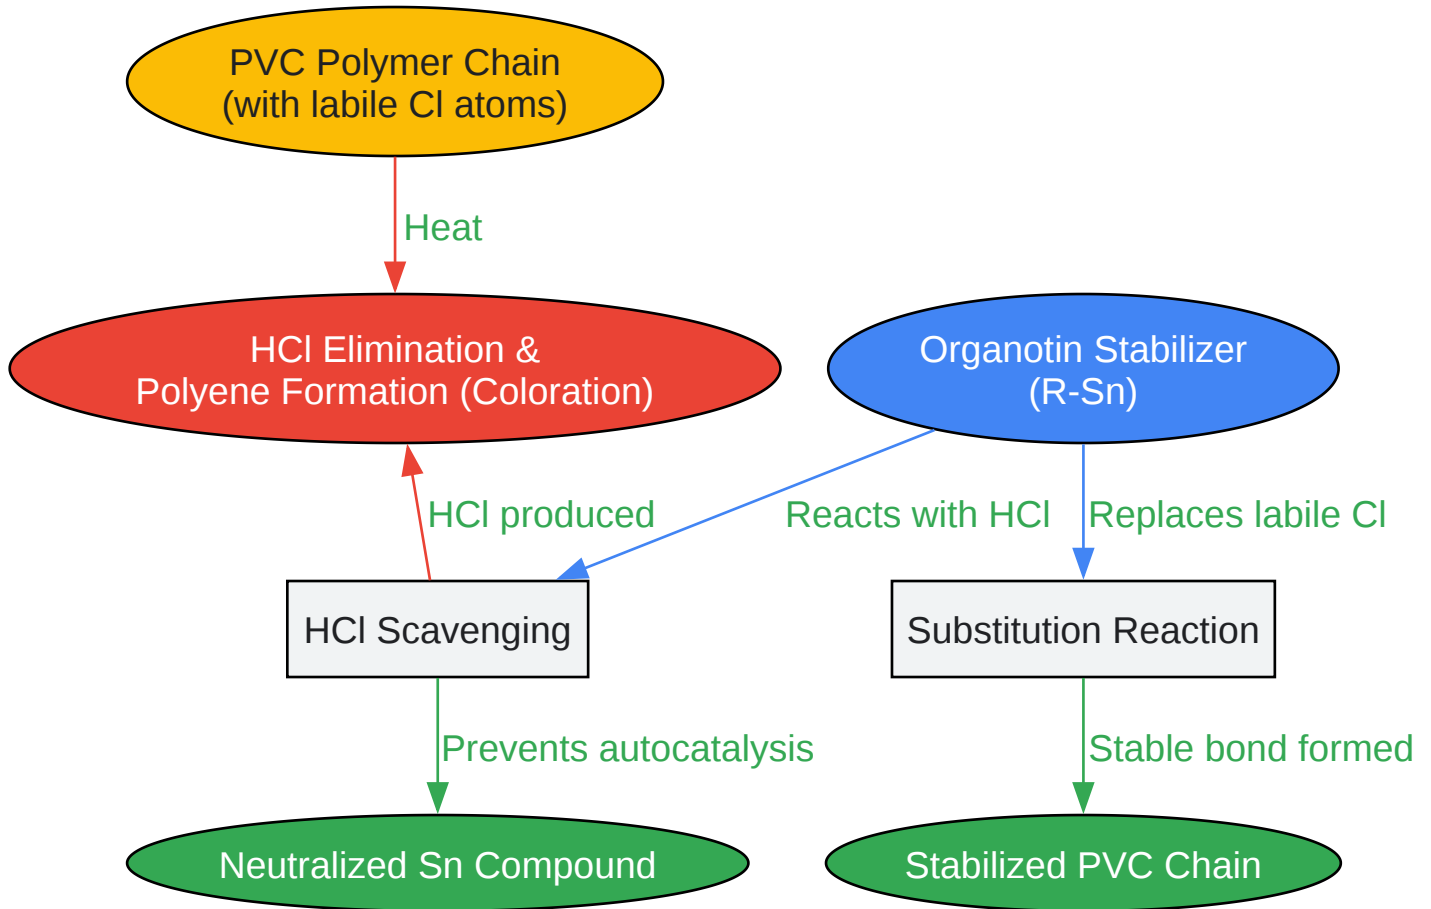 PVC Polymer Chain
(with labile Cl atoms)
Heat
HCl Elimination &
Polyene Formation (Coloration)
Organotin Stabilizer
(R-Sn)
HCl produced
Reacts with HCl
Replaces labile Cl
HCl Scavenging
Substitution Reaction
Prevents autocatalysis
Stable bond formed
Neutralized Sn Compound
Stabilized PVC Chain